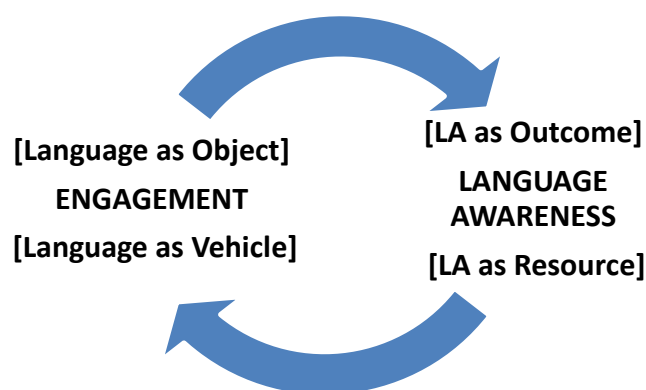 [Language as Object]
ENGAGEMENT
[Language as Vehicle]
[LA as Outcome]
LANGUAGE
AWARENESS
[LA as Resource]